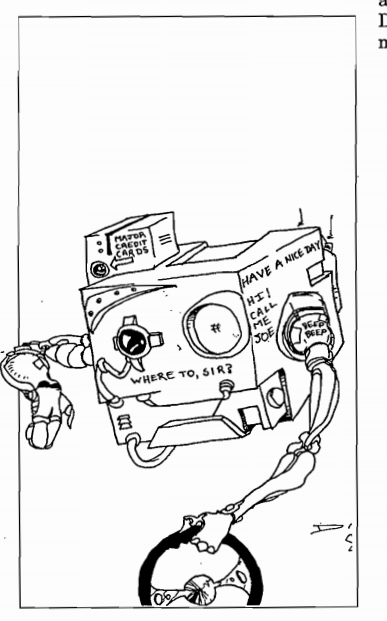 MAJOR
CREDIT
CARDS
HAVE A NICE DAY
HI!
CALL
ME
JOE
#
BEEP
BEEP
WHERE TO, SIR?